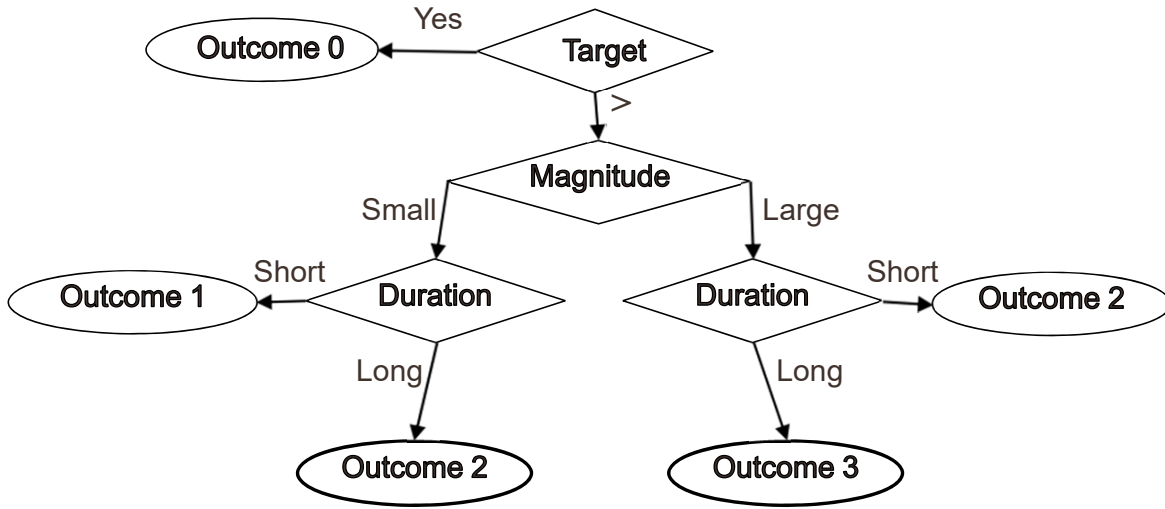 Yes
Outcome 0
Target
>
Magnitude
Small
Large
Short
Short
Outcome 1
Duration
Duration
Outcome 2
Long
Long
Outcome 2
Outcome 3